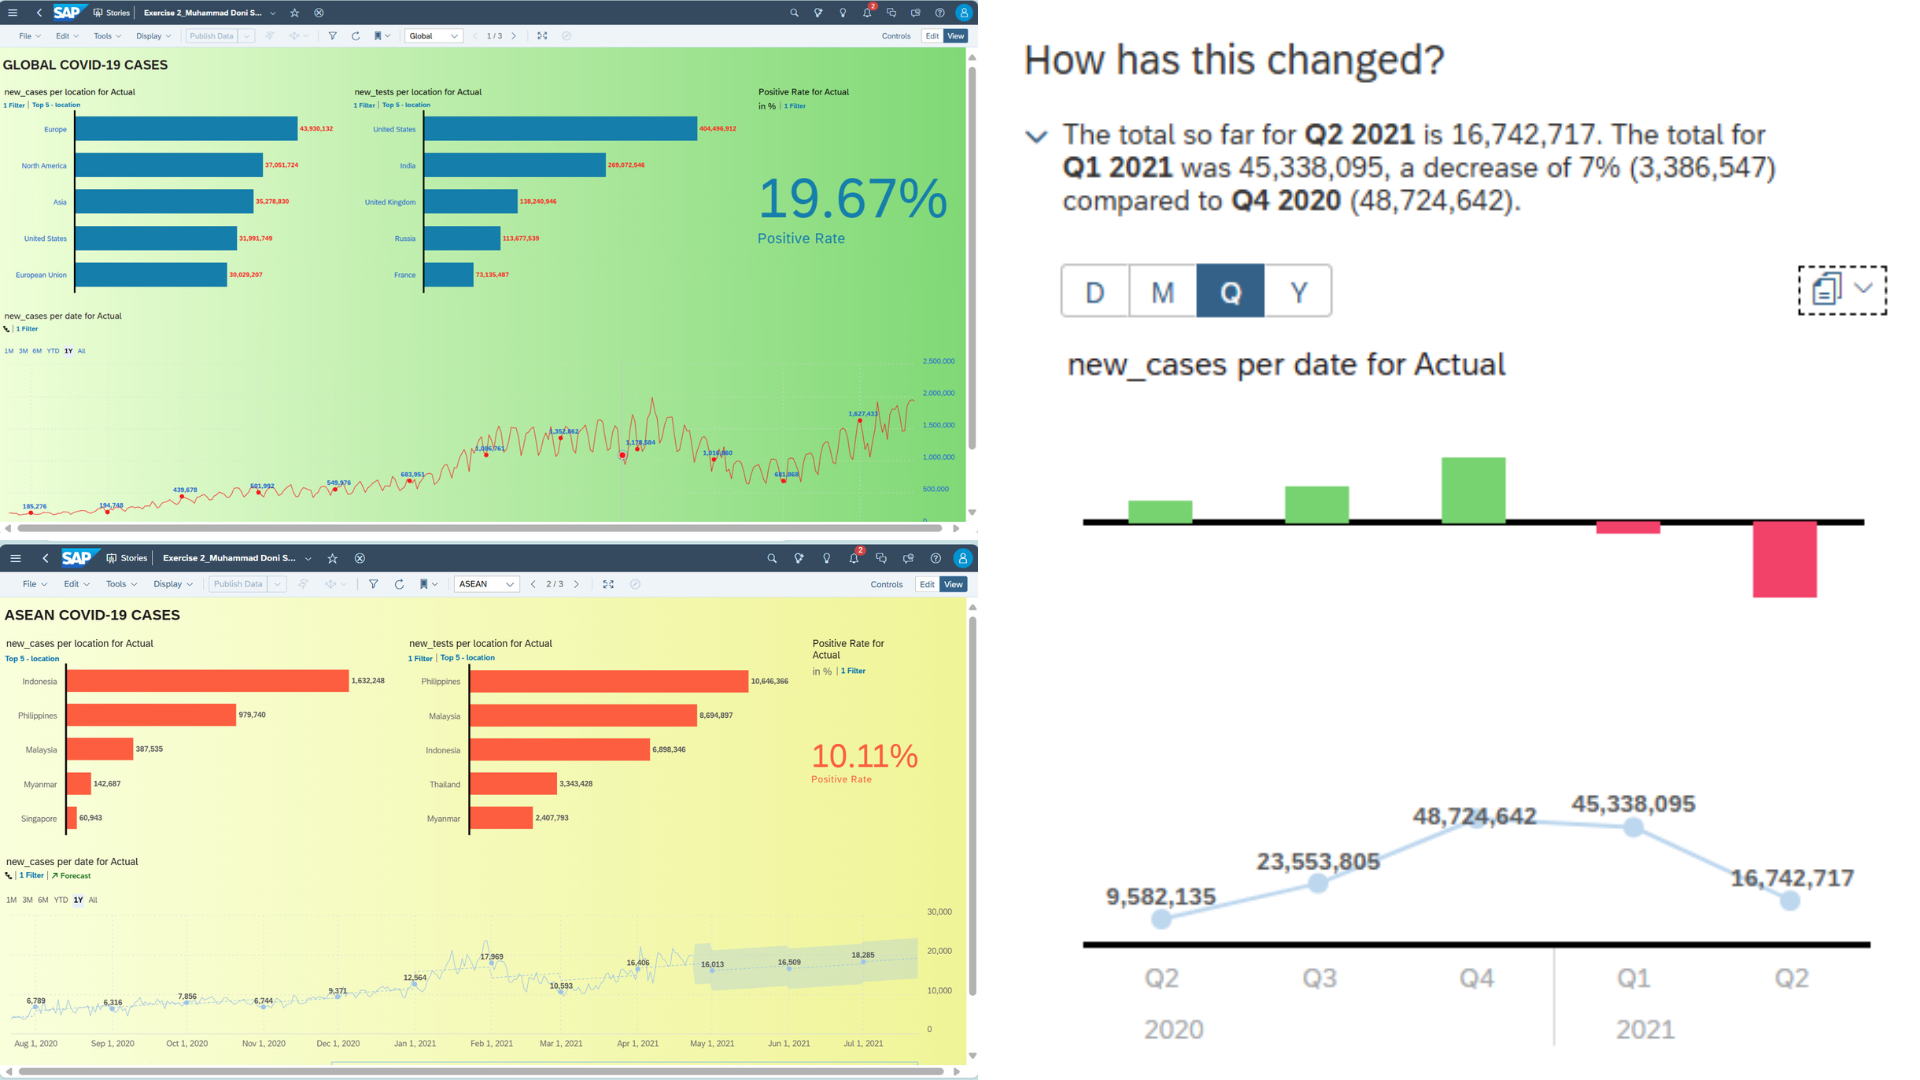 SAP Stories Exercise 2_Muhammad Doni S... 2
File Edit Tools Display Publish Data Global 1 / 3 Controls Edit View
GLOBAL COVID-19 CASES
new_cases per location for Actual
1 Filter | Top 5 - location
Europe 43,930,132
North America 37,051,724
Asia 35,278,830
United States 31,991,749
European Union 30,029,207
new_tests per location for Actual
1 Filter | Top 5 - location
United States 404,496,912
India 269,072,546
United Kingdom 138,240,946
Russia 113,677,539
France 73,135,487
Positive Rate for Actual
in % | 1 Filter
19.67%
Positive Rate
new_cases per date for Actual
1 Filter
1M 3M 6M YTD 1Y All
2,500,000
2,000,000
1,500,000
1,000,000
500,000
0
185,276
194,748
439,678
501,992
549,976
683,951
1,086,761
1,352,862
1,178,584
1,016,860
681,868
1,627,431
SAP Stories Exercise 2_Muhammad Doni S... 2
File Edit Tools Display Publish Data ASEAN 2 / 3 Controls Edit View
ASEAN COVID-19 CASES
new_cases per location for Actual
Top 5 - location
Indonesia 1,632,248
Philippines 979,740
Malaysia 387,535
Myanmar 142,687
Singapore 60,943
new_tests per location for Actual
1 Filter | Top 5 - location
Philippines 10,646,366
Malaysia 8,694,897
Indonesia 6,898,346
Thailand 3,343,428
Myanmar 2,407,793
Positive Rate for
Actual
in % | 1 Filter
10.11%
Positive Rate
new_cases per date for Actual
1 Filter | Forecast
1M 3M 6M YTD 1Y All
30,000
20,000
10,000
0
6,789
6,316
7,856
6,744
9,371
12,564
17,969
10,593
16,406
16,013
16,509
18,285
Aug 1, 2020 Sep 1, 2020 Oct 1, 2020 Nov 1, 2020 Dec 1, 2020 Jan 1, 2021 Feb 1, 2021 Mar 1, 2021 Apr 1, 2021 May 1, 2021 Jun 1, 2021 Jul 1, 2021
How has this changed?
The total so far for Q2 2021 is 16,742,717. The total for
Q1 2021 was 45,338,095, a decrease of 7% (3,386,547)
compared to Q4 2020 (48,724,642).
D M Q Y
new_cases per date for Actual
9,582,135
23,553,805
48,724,642
45,338,095
16,742,717
Q2 Q3 Q4 Q1 Q2
2020 2021